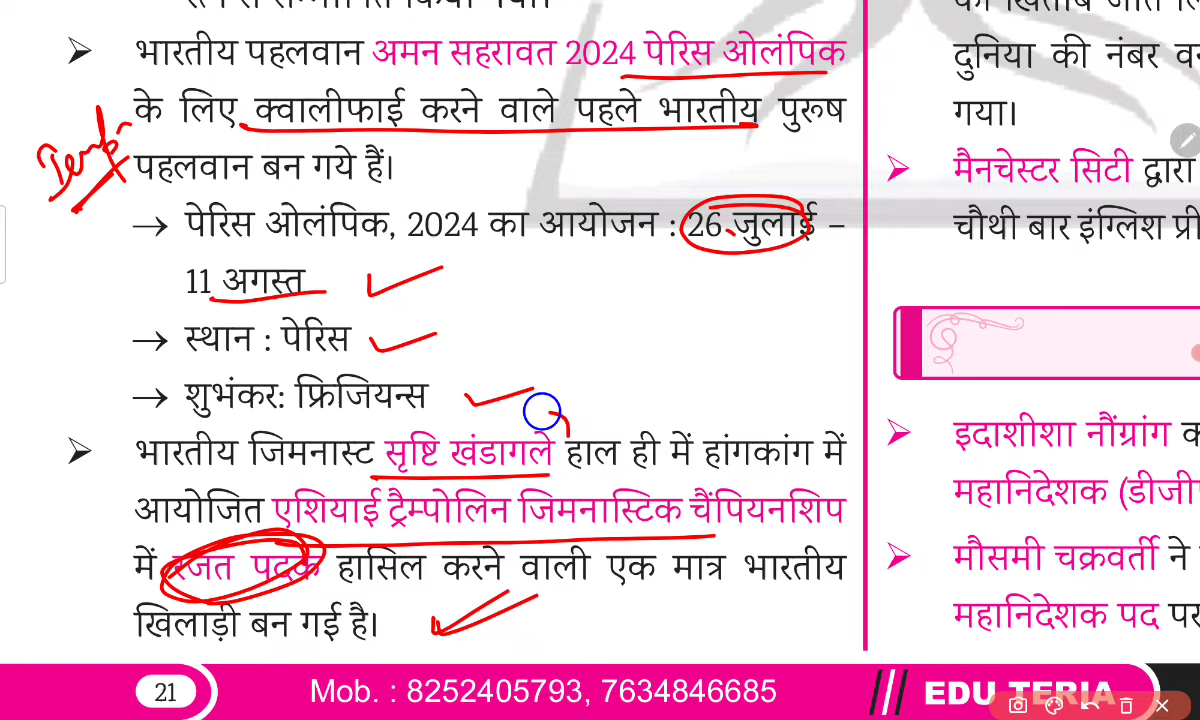 भारतीय पहलवान अमन सहरावत 2024 पेरिस ओलंपिक
के लिए क्वालीफाई करने वाले पहले भारतीय पुरूष
पहलवान बन गये हैं।
→ पेरिस ओलंपिक, 2024 का आयोजन : 26 जुलाई –
11 अगस्त
→ स्थान : पेरिस
→ शुभंकर: फ्रिजियन्स
भारतीय जिमनास्ट सृष्टि खंडागले हाल ही में हांगकांग में
आयोजित एशियाई ट्रैम्पोलिन जिमनास्टिक चैंपियनशिप
में रजत पदक हासिल करने वाली एक मात्र भारतीय
खिलाड़ी बन गई है।
दुनिया की नंबर
गया।
मैनचेस्टर सिटी द्वारा
चौथी बार इंग्लिश
इदाशीशा नौंग्रांग
महानिदेशक
मौसमी चक्रवर्ती ने
महानिदेशक पद
21
Mob. : 8252405793, 7634846685
EDU TERIA